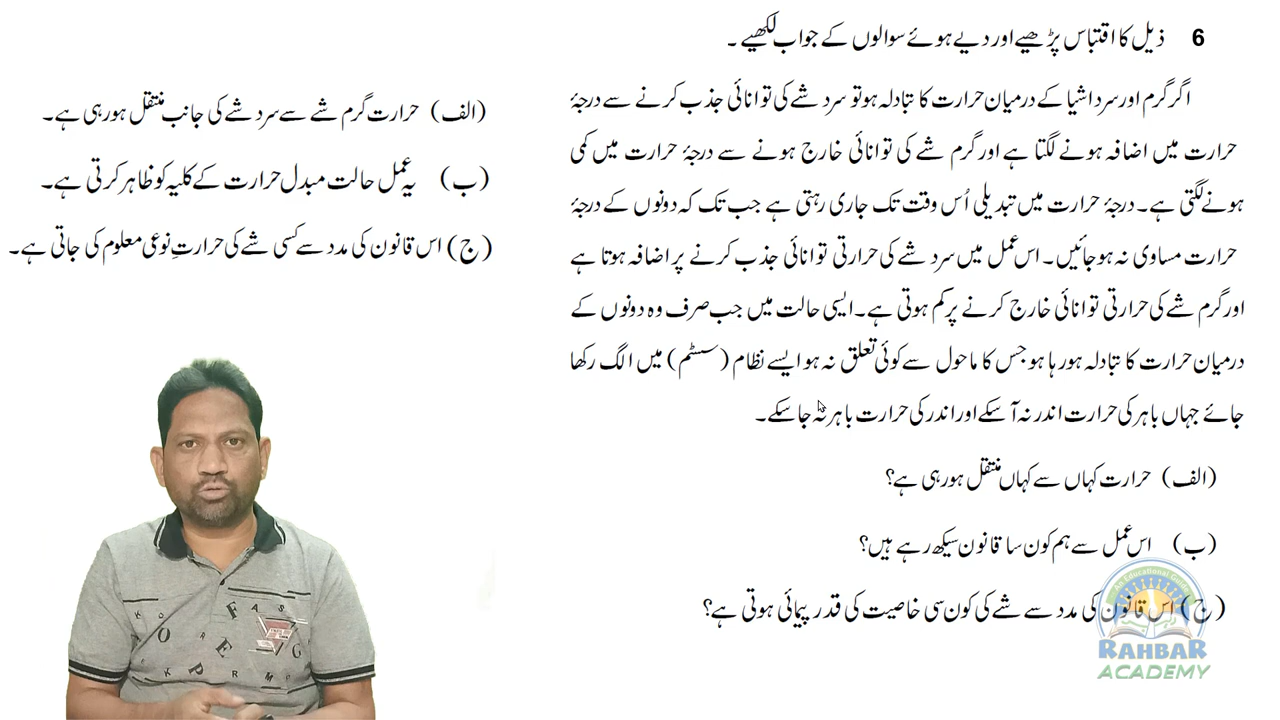 6 ذیل کا اقتباس پڑھیے اور دیے ہوئے سوالوں کے جواب لکھیے۔
اگر گرم اور سرد اشیا کے درمیان حرارت کا تبادلہ ہو تو سرد شے کی توانائی جذب کرنے سے درجۂ
حرارت میں اضافہ ہونے لگتا ہے اور گرم شے کی توانائی خارج ہونے سے درجۂ حرارت میں کمی
ہونے لگتی ہے۔ درجۂ حرارت میں تبدیلی اُس وقت تک جاری رہتی ہے جب تک کہ دونوں کے درجۂ
حرارت مساوی نہ ہو جائیں۔ اس عمل میں سرد شے کی حرارتی توانائی جذب کرنے پر اضافہ ہوتا ہے
اور گرم شے کی حرارتی توانائی خارج کرنے پر کم ہوتی ہے۔ ایسی حالت میں جب صرف وہ دونوں کے
درمیان حرارت کا تبادلہ ہو رہا ہو جس کا ماحول سے کوئی تعلق نہ ہو ایسے نظام (سسٹم) میں الگ رکھا
جائے جہاں باہر کی حرارت اندر نہ آ سکے اور اندر کی حرارت باہر نہ جا سکے۔
(الف) حرارت کہاں سے کہاں منتقل ہو رہی ہے؟
(ب) اس عمل سے ہم کون سا قانون سیکھ رہے ہیں؟
(ج) اس قانون کی مدد سے شے کی کون سی خاصیت کی قدر پیمائی ہوتی ہے؟
(الف) حرارت گرم شے سے سرد شے کی جانب منتقل ہو رہی ہے۔
(ب) یہ عمل حالت مبدل حرارت کے کلیہ کو ظاہر کرتی ہے۔
(ج) اس قانون کی مدد سے کسی شے کی حرارتِ نوعی معلوم کی جاتی ہے۔
An Educational Guide
RAHBAR
ACADEMY